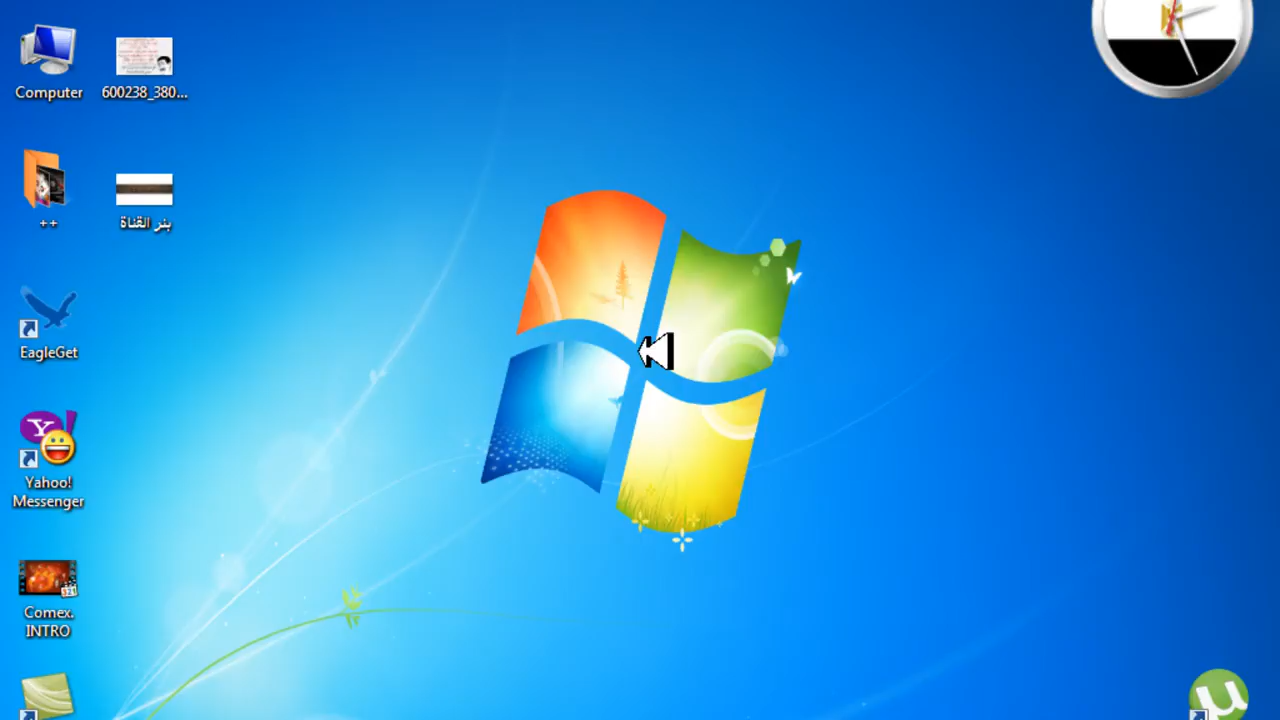 Computer
600238_380...
++
بنر القناة
EagleGet
Yahoo!
Messenger
Comex.
INTRO